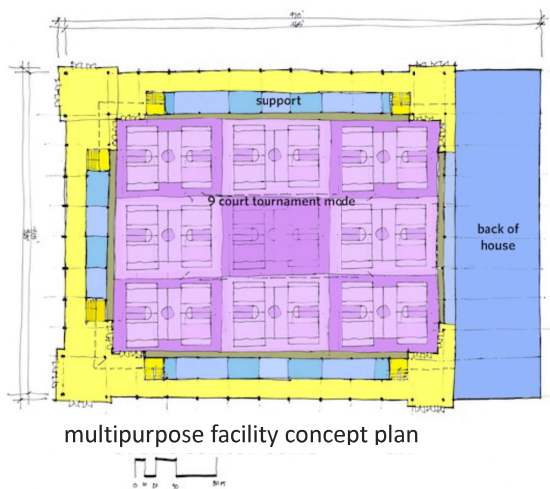 support
9 court tournament mode
back of
house
multipurpose facility concept plan